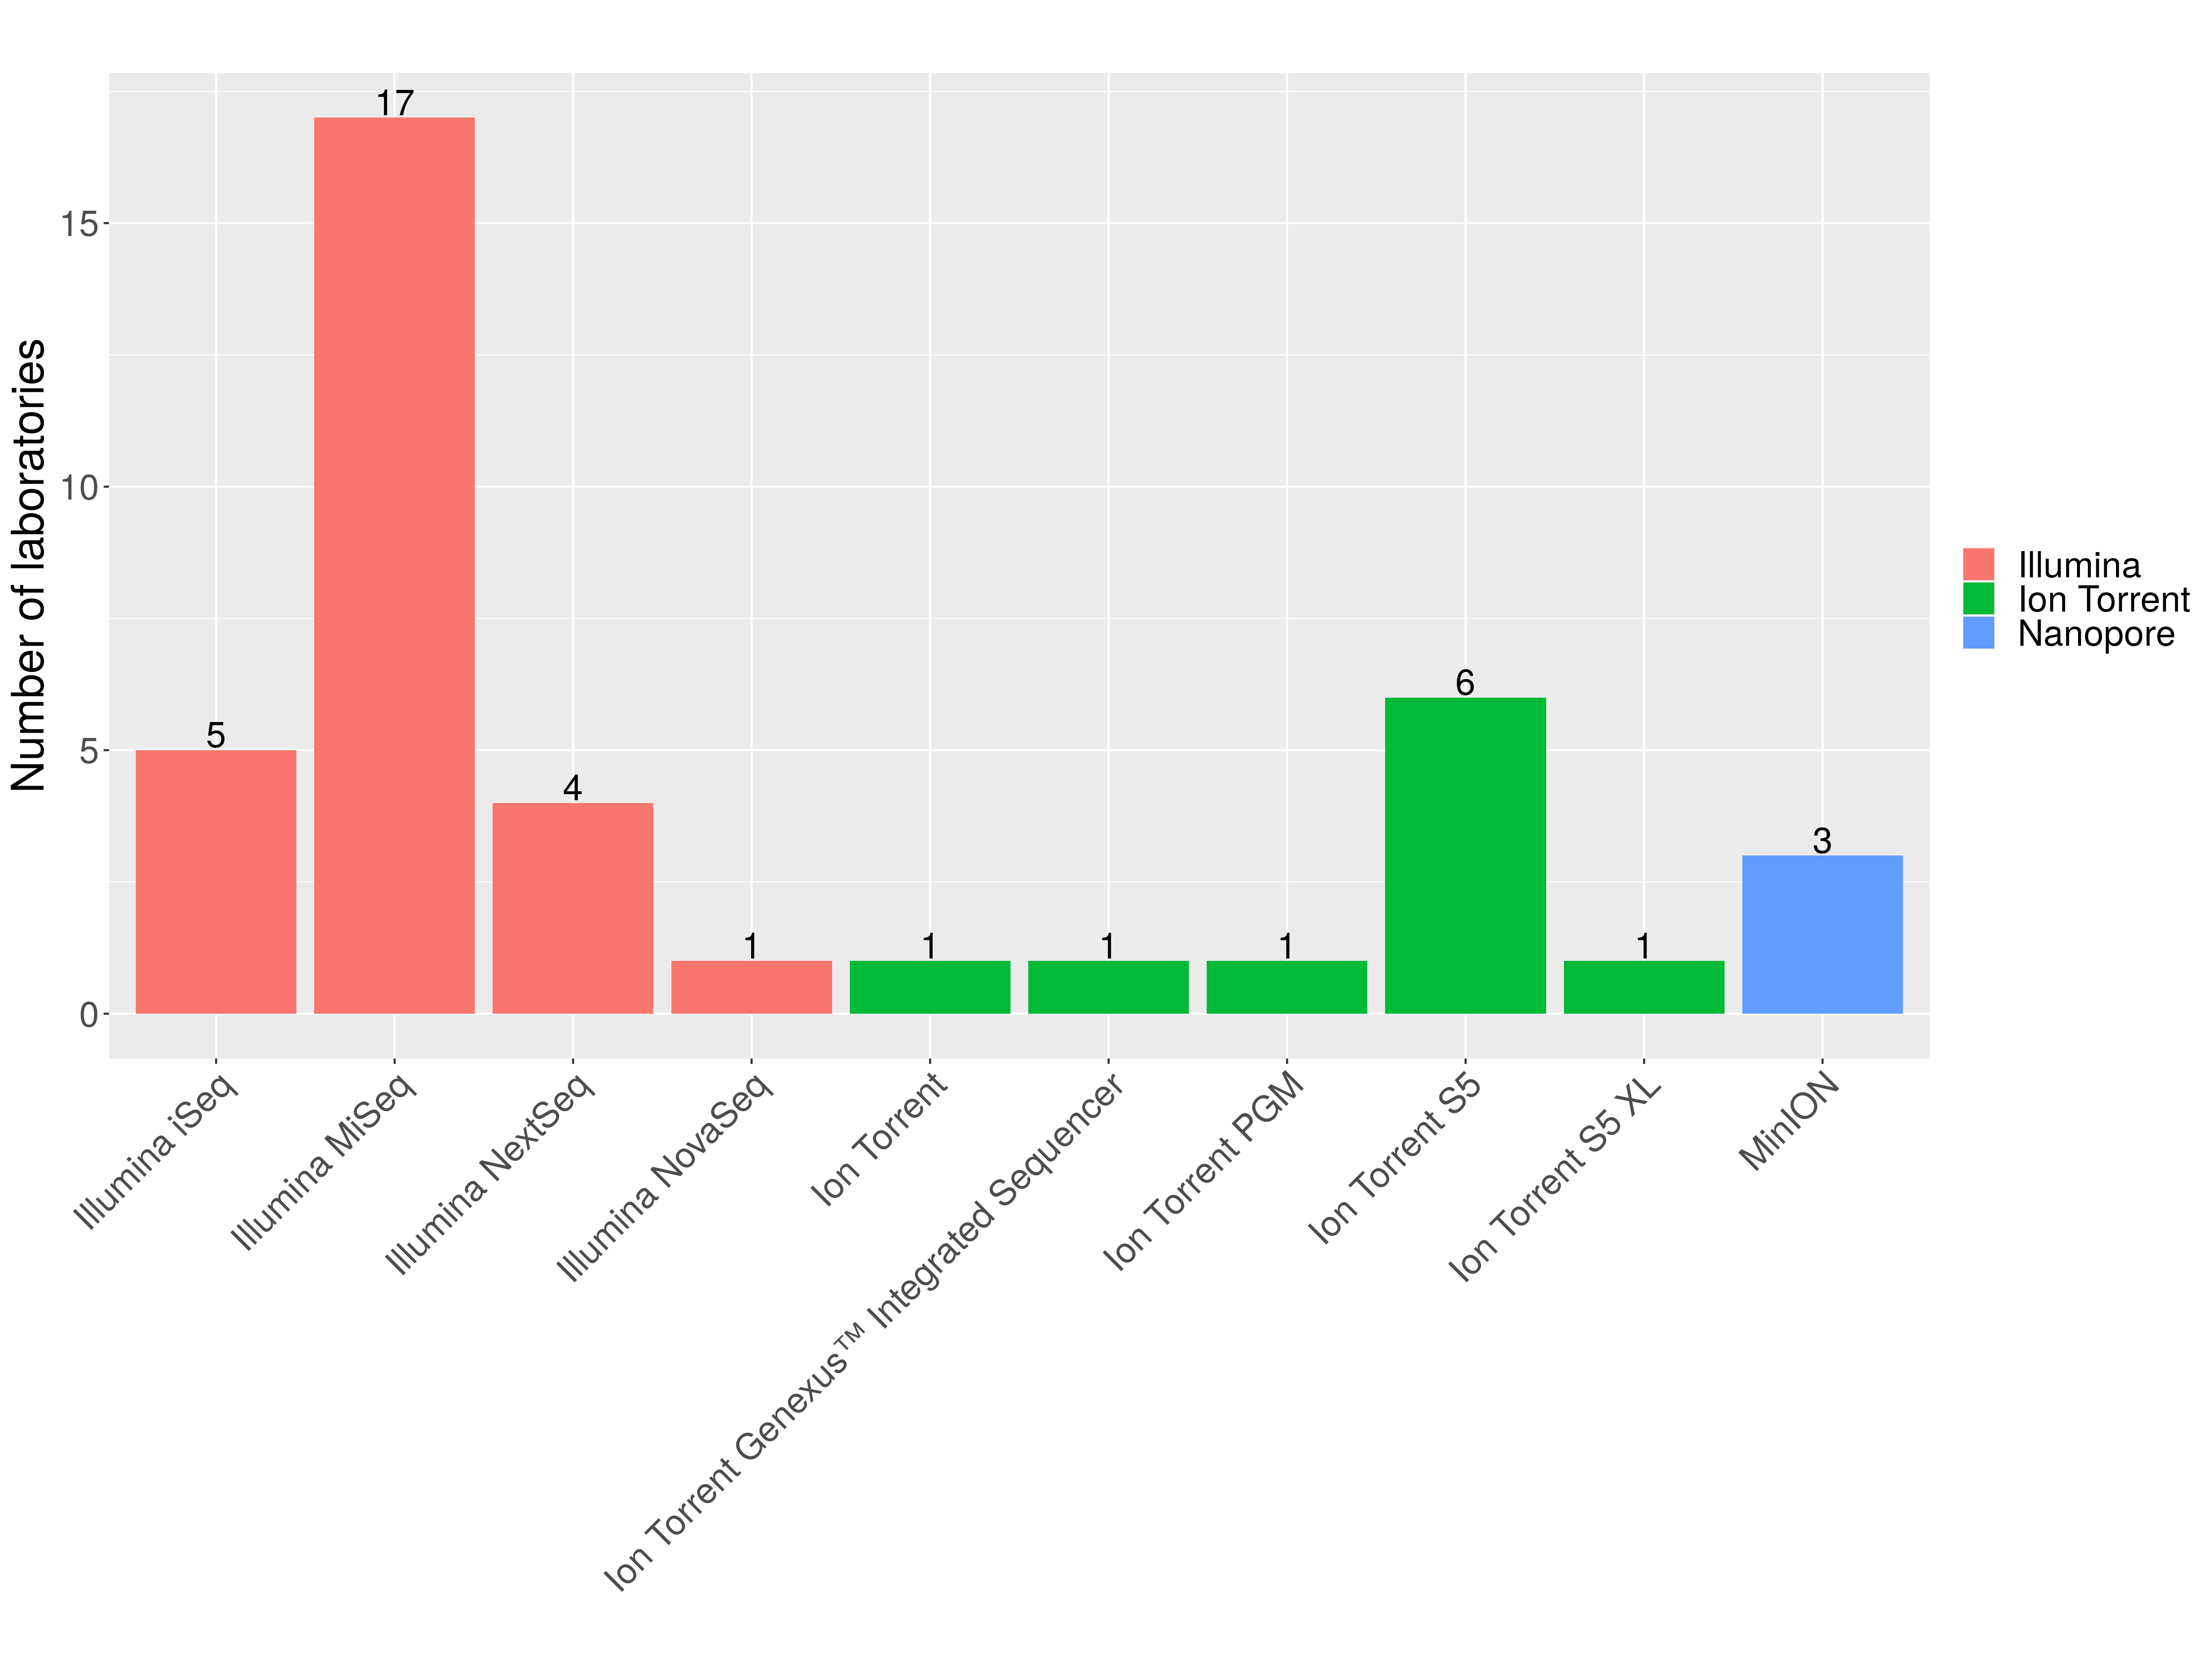 Number of laboratories
15
10
5
0
5
17
4
1
1
1
1
6
1
3
Illumina iSeq
Illumina MiSeq
Illumina NextSeq
Illumina NovaSeq
Ion Torrent
Ion Torrent Genexus™ Integrated Sequencer
Ion Torrent PGM
Ion Torrent S5
Ion Torrent S5 XL
MinION
Illumina
Ion Torrent
Nanopore